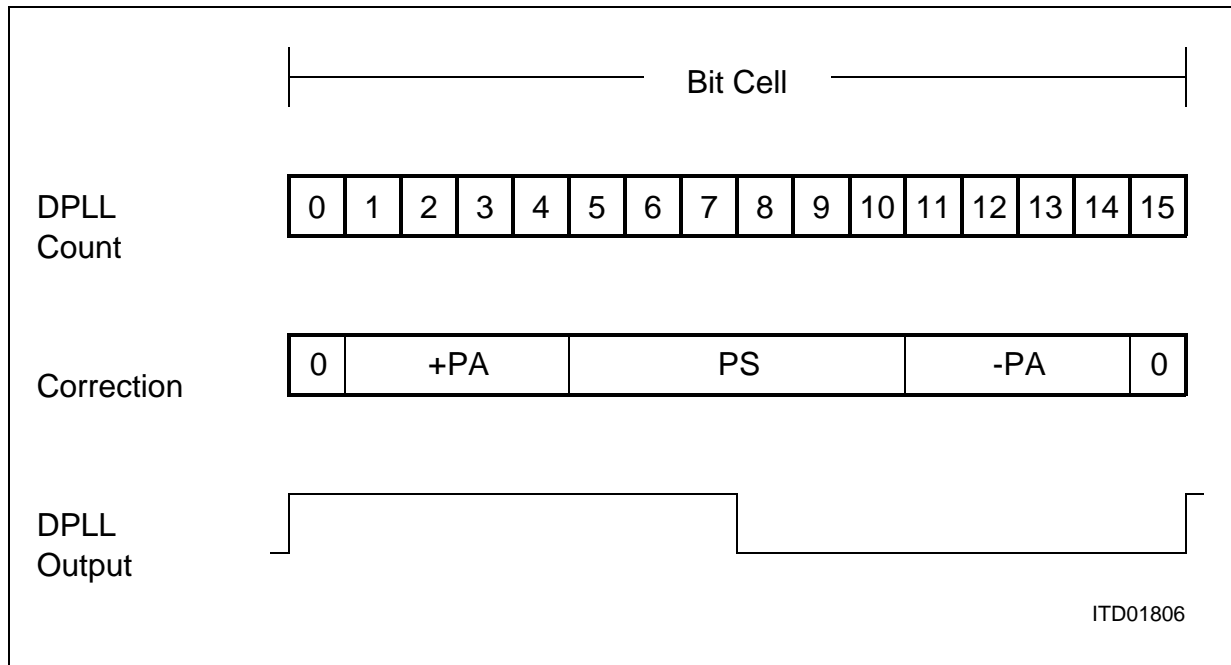 Bit Cell
DPLL
Count
0 1 2 3 4 5 6 7 8 9 10 11 12 13 14 15
Correction
0 +PA PS -PA 0
DPLL
Output
ITD01806